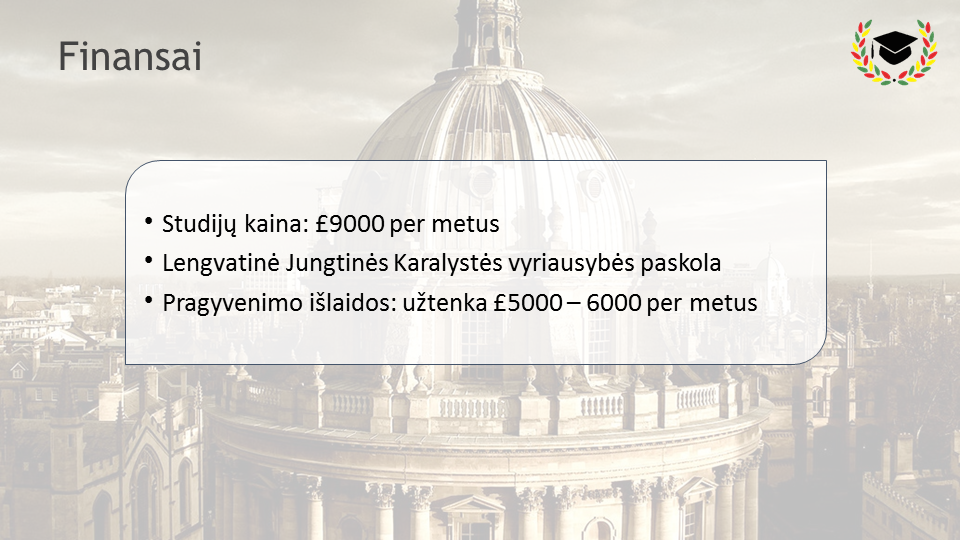 Finansai
• Studijų kaina: £9000 per metus
• Lengvatinė Jungtinės Karalystės vyriausybės paskola
• Pragyvenimo išlaidos: užtenka £5000 – 6000 per metus